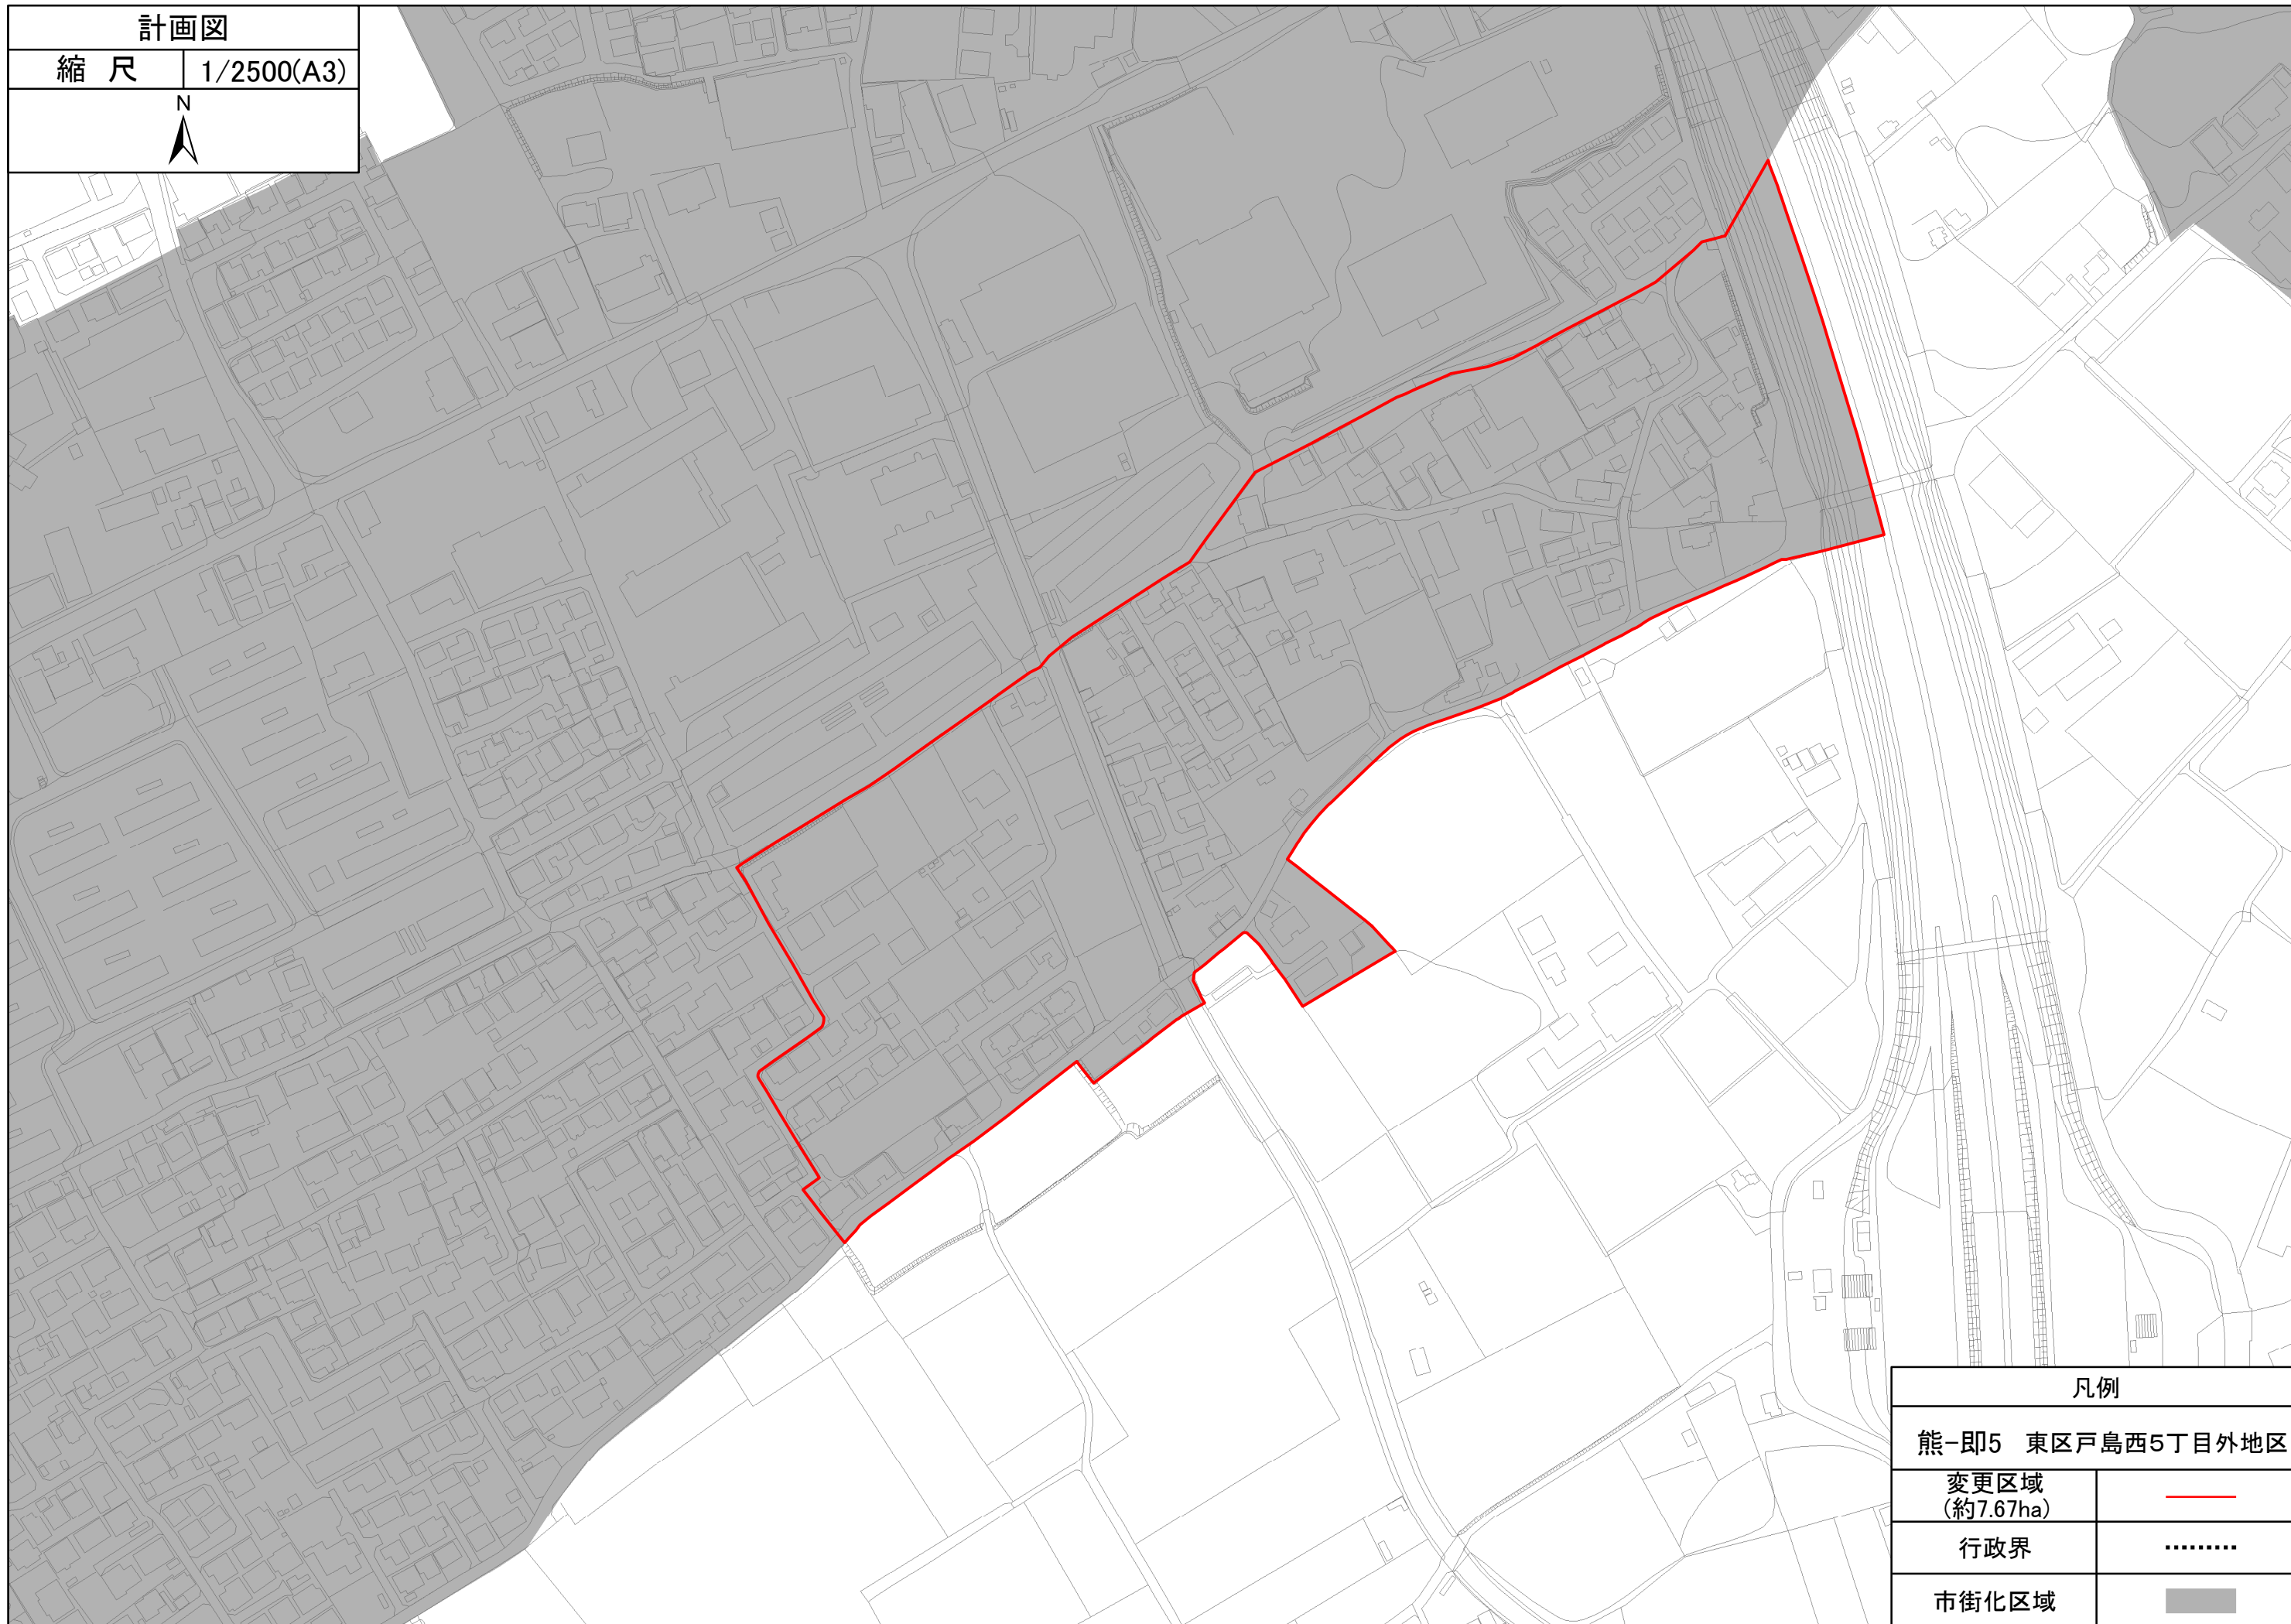 計画図
縮 尺 1/2500(A3)
N
凡例
熊-即5 東区戸島西5丁目外地区
変更区域
(約7.67ha)
行政界
市街化区域